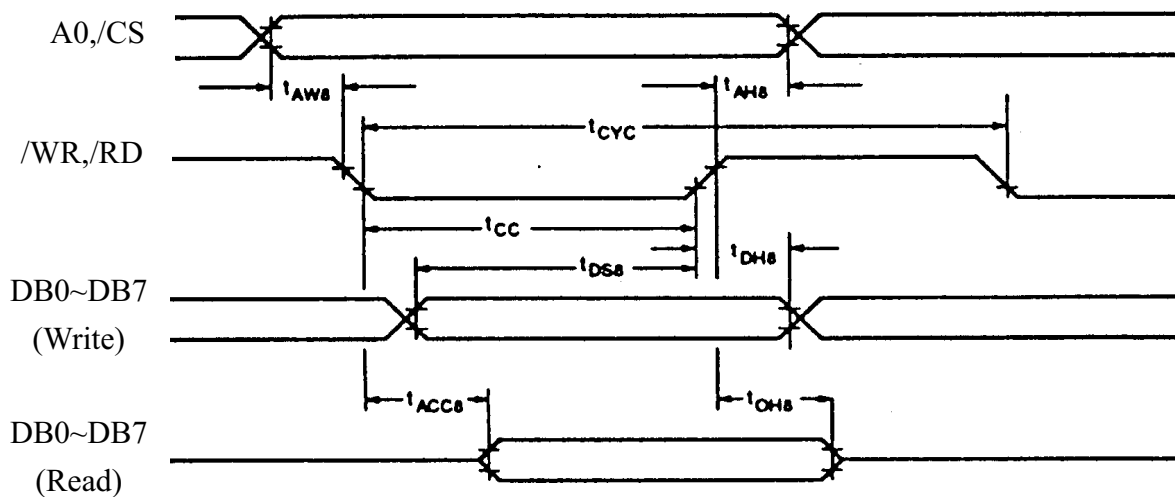 A0,/CS
tAW8
tAH8
tCYC
/WR,/RD
tCC
tDH8
tDS8
DB0~DB7
(Write)
tACC8
tOH8
DB0~DB7
(Read)